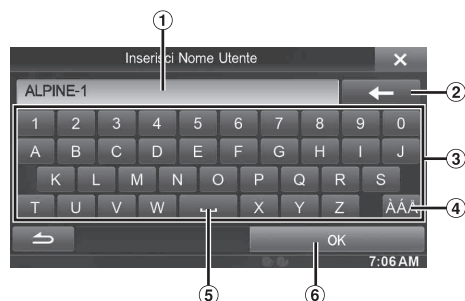 ①
Inserisci Nome Utente ×
ALPINE-1 ← ②
1 2 3 4 5 6 7 8 9 0
A B C D E F G H I J ③
K L M N O P Q R S
T U V W X Y Z ÀÁÄ ④
OK
7:06 AM
⑤ ⑥